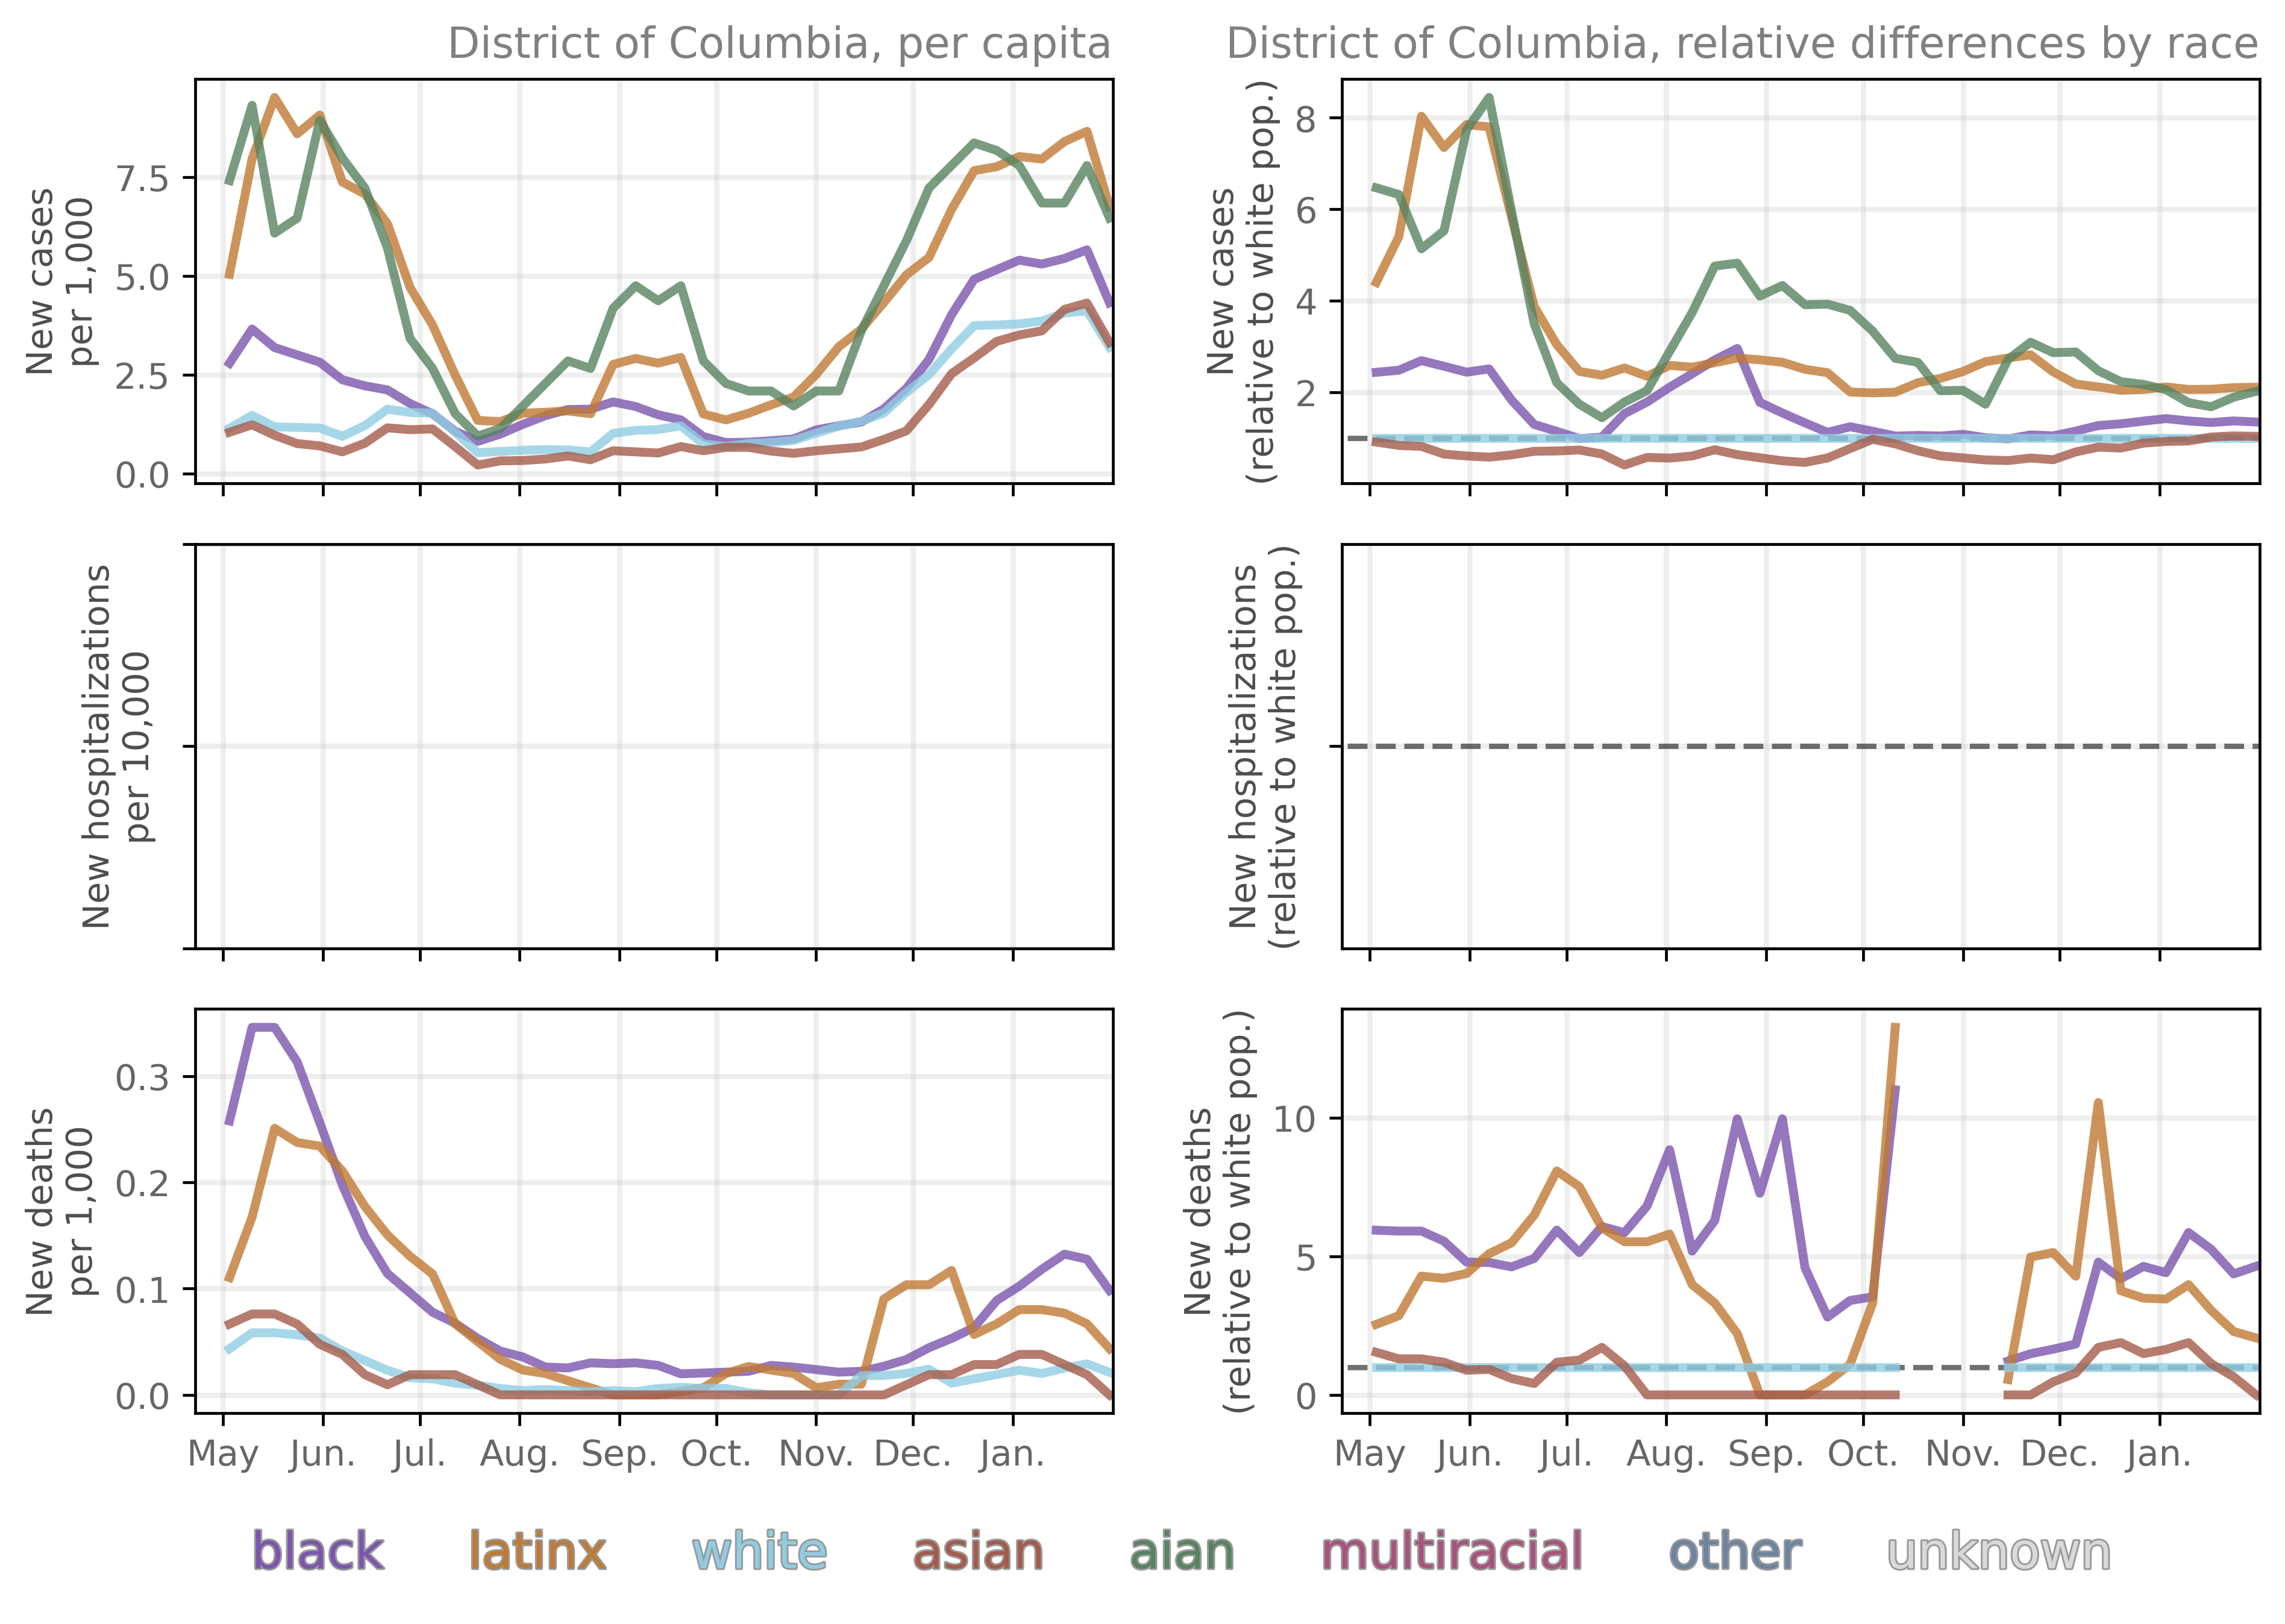 District of Columbia, per capita
District of Columbia, relative differences by race
New cases
per 1,000
7.5
5.0
2.5
0.0
New cases
(relative to white pop.)
8
6
4
2
New hospitalizations
per 10,000
New hospitalizations
(relative to white pop.)
New deaths
per 1,000
0.3
0.2
0.1
0.0
May Jun. Jul. Aug. Sep. Oct. Nov. Dec. Jan.
New deaths
(relative to white pop.)
10
5
0
May Jun. Jul. Aug. Sep. Oct. Nov. Dec. Jan.
black latinx white asian aian multiracial other unknown